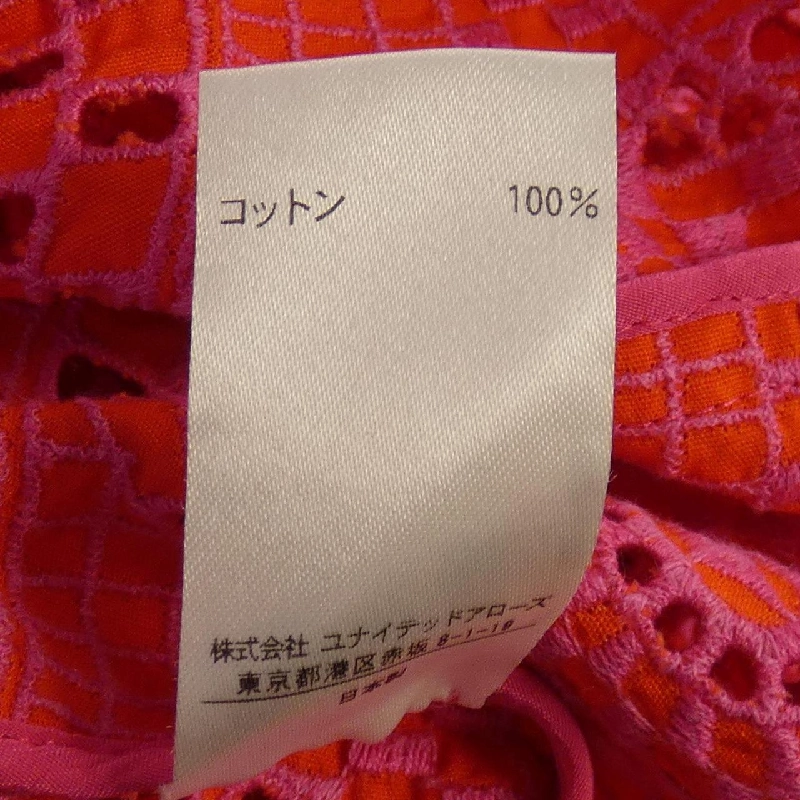 コットン 100%
株式会社 ユナイテッドアローズ
東京都港区赤坂 8-1-19
日本製